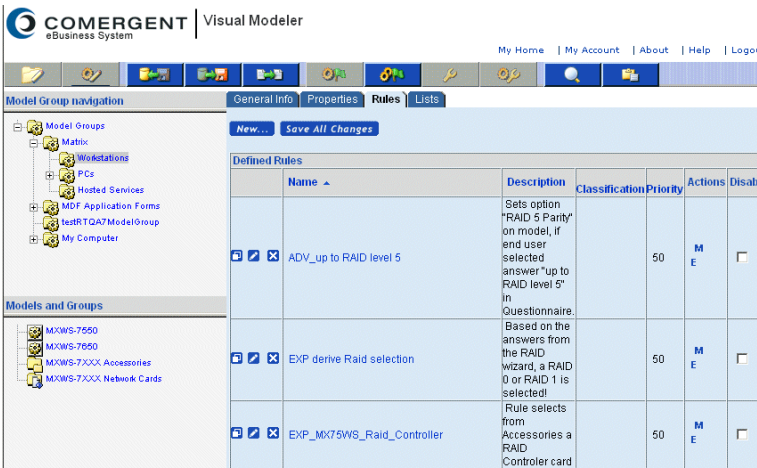 COMERGENT
eBusiness System
Visual Modeler
My Home | My Account | About | Help | Logou
Model Group navigation
General Info Properties Rules Lists
Model Groups
Matrix
Workstations
PCs
Hosted Services
MDF Application Forms
testRTQA7ModelGroup
My Computer
New... Save All Changes
Defined Rules
Name Description Classification Priority Actions Disab
ADV_up to RAID level 5
Sets option
"RAID 5 Parity"
on model, if
end user
selected
answer "up to
RAID level 5"
in
Questionnaire.
50
M
E
Models and Groups
MXWS-7550
MXWS-7650
MXWS-7XXX Accessories
MXWS-7XXX Network Cards
EXP derive Raid selection
Based on the
answers from
the RAID
wizard, a RAID
0 or RAID 1 is
selected!
50
M
E
EXP_MX75WS_Raid_Controller
Rule selects
from
Accessories a
RAID
Controler card
50
M
E